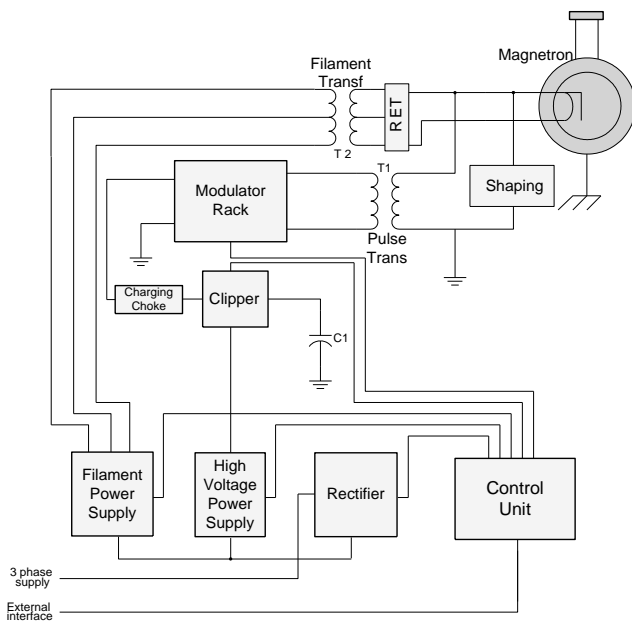 Magnetron
Filament
Transf
RET
T 2
Modulator
Rack
T1
Pulse
Trans
Shaping
Charging
Choke
Clipper
C1
Filament
Power
Supply
High
Voltage
Power
Supply
Rectifier
Control
Unit
3 phase
supply
External
interface